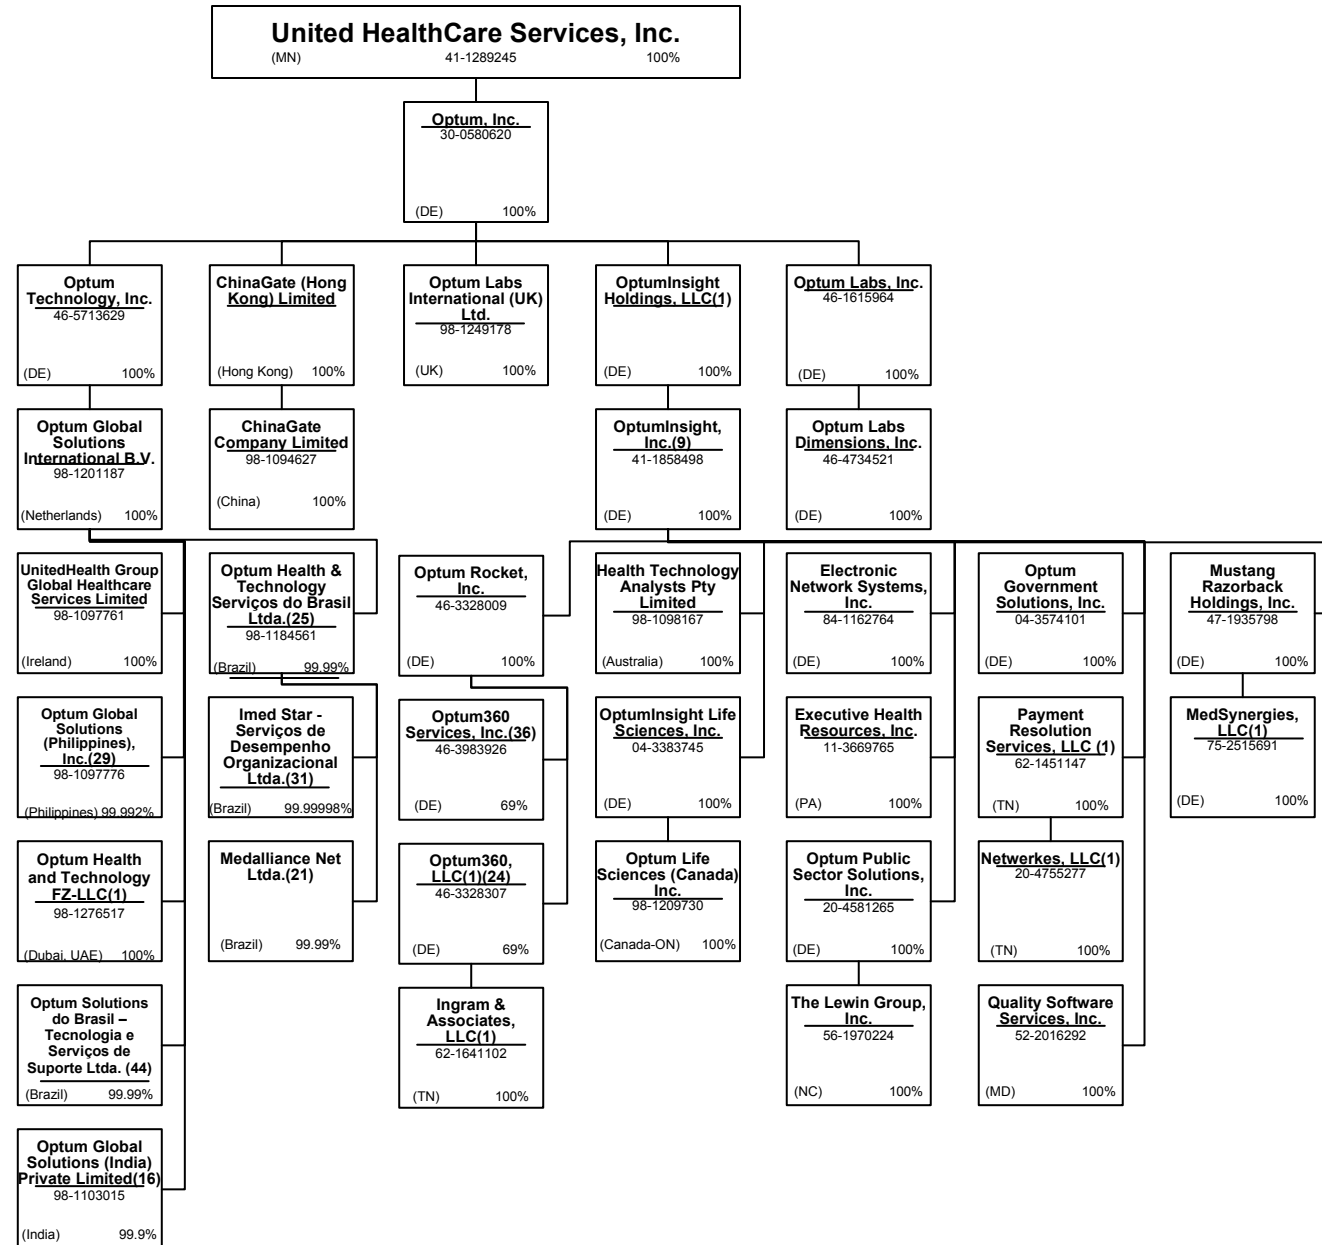 United HealthCare Services, Inc.
(MN) 41-1289245 100%
Optum, Inc.
30-0580620
(DE) 100%
Optum
Technology, Inc.
46-5713629
(DE) 100%
ChinaGate (Hong
Kong) Limited
(Hong Kong) 100%
Optum Labs
International (UK)
Ltd.
98-1249178
(UK) 100%
OptumInsight
Holdings, LLC(1)
(DE) 100%
Optum Labs, Inc.
46-1615964
(DE) 100%
Optum Global
Solutions
International B.V.
98-1201187
(Netherlands) 100%
ChinaGate
Company Limited
98-1094627
(China) 100%
OptumInsight,
Inc.(9)
41-1858498
(DE) 100%
Optum Labs
Dimensions, Inc.
46-4734521
(DE) 100%
UnitedHealth Group
Global Healthcare
Services Limited
98-1097761
(Ireland) 100%
Optum Health &
Technology
Serviços do Brasil
Ltda.(25)
98-1184561
(Brazil) 99.99%
Optum Rocket,
Inc.
46-3328009
(DE) 100%
Health Technology
Analysts Pty
Limited
98-1098167
(Australia) 100%
Electronic
Network Systems,
Inc.
84-1162764
(DE) 100%
Optum
Government
Solutions, Inc.
04-3574101
(DE) 100%
Mustang
Razorback
Holdings, Inc.
47-1935798
(DE) 100%
Optum Global
Solutions
(Philippines),
Inc.(29)
98-1097776
(Philippines) 99.992%
Imed Star -
Serviços de
Desempenho
Organizacional
Ltda.(31)
(Brazil) 99.99998%
Optum360
Services, Inc.(36)
46-3983926
(DE) 69%
OptumInsight Life
Sciences, Inc.
04-3383745
(DE) 100%
Executive Health
Resources, Inc.
11-3669765
(PA) 100%
Payment
Resolution
Services, LLC (1)
62-1451147
(TN) 100%
MedSynergies,
LLC(1)
75-2515691
(DE) 100%
Optum Health
and Technology
FZ-LLC(1)
98-1276517
(Dubai, UAE) 100%
Medalliance Net
Ltda.(21)
(Brazil) 99.99%
Optum360,
LLC(1)(24)
46-3328307
(DE) 69%
Optum Life
Sciences (Canada)
Inc.
98-1209730
(Canada-ON) 100%
Optum Public
Sector Solutions,
Inc.
20-4581265
(DE) 100%
Netwerkes, LLC(1)
20-4755277
(TN) 100%
Optum Solutions
do Brasil –
Tecnologia e
Serviços de
Suporte Ltda. (44)
(Brazil) 99.99%
Ingram &
Associates,
LLC(1)
62-1641102
(TN) 100%
The Lewin Group,
Inc.
56-1970224
(NC) 100%
Quality Software
Services, Inc.
52-2016292
(MD) 100%
Optum Global
Solutions (India)
Private Limited(16)
98-1103015
(India) 99.9%